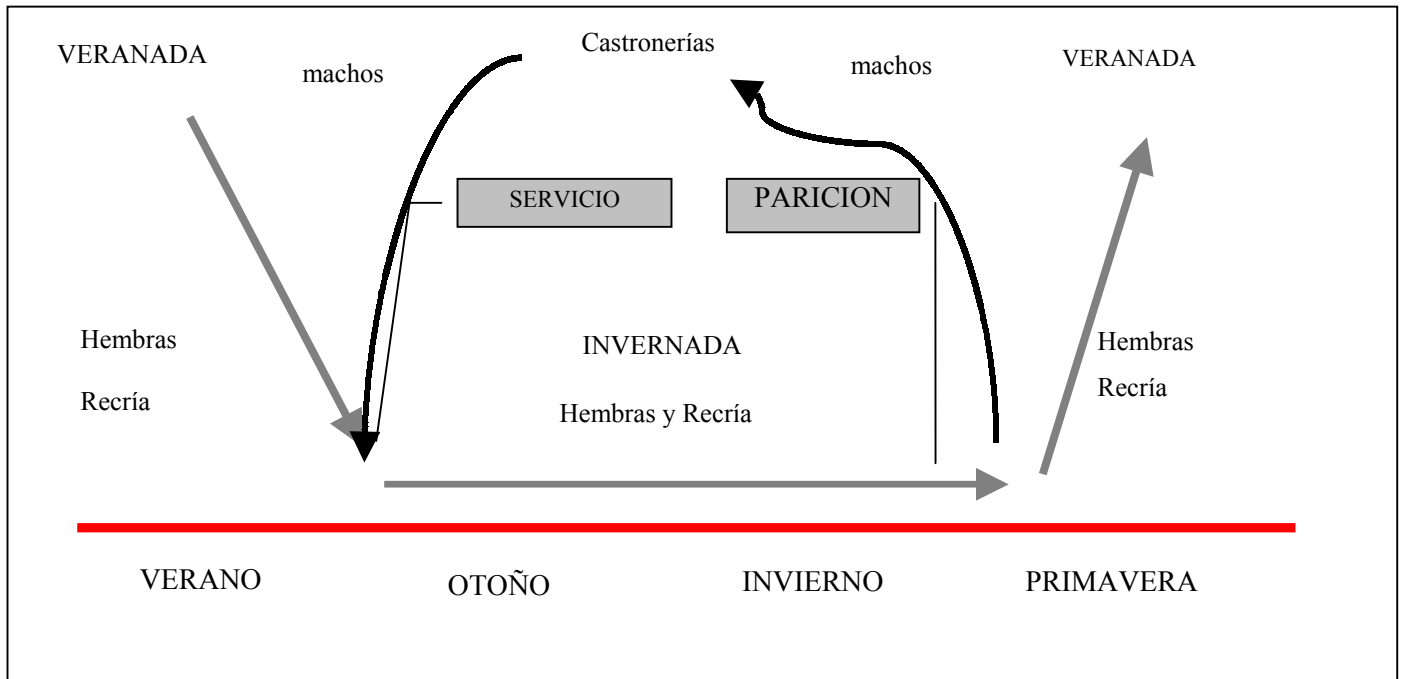 VERANADA
machos
Castronerías
machos
VERANADA
SERVICIO
PARICION
Hembras
Recría
INVERNADA
Hembras y Recría
Hembras
Recría
VERANO
OTOÑO
INVIERNO
PRIMAVERA